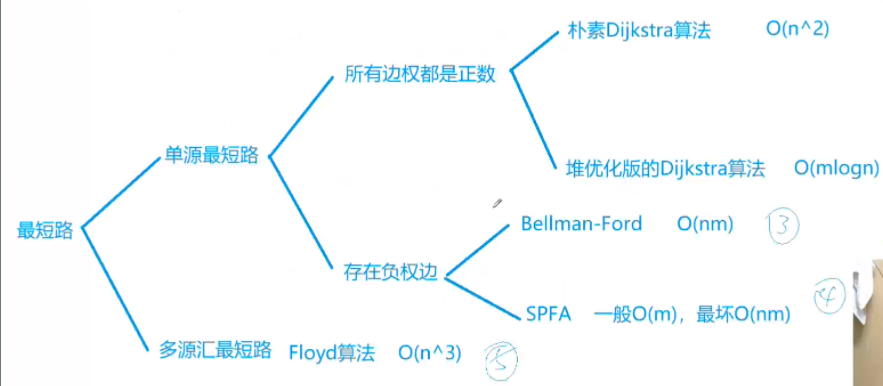 朴素Dijkstra算法 O(n^2)
所有边权都是正数
单源最短路
堆优化版的Dijkstra算法 O(mlogn)
最短路
Bellman-Ford O(nm) 3
存在负权边
SPFA 一般O(m)，最坏O(nm) 4
多源汇最短路 Floyd算法 O(n^3) 5